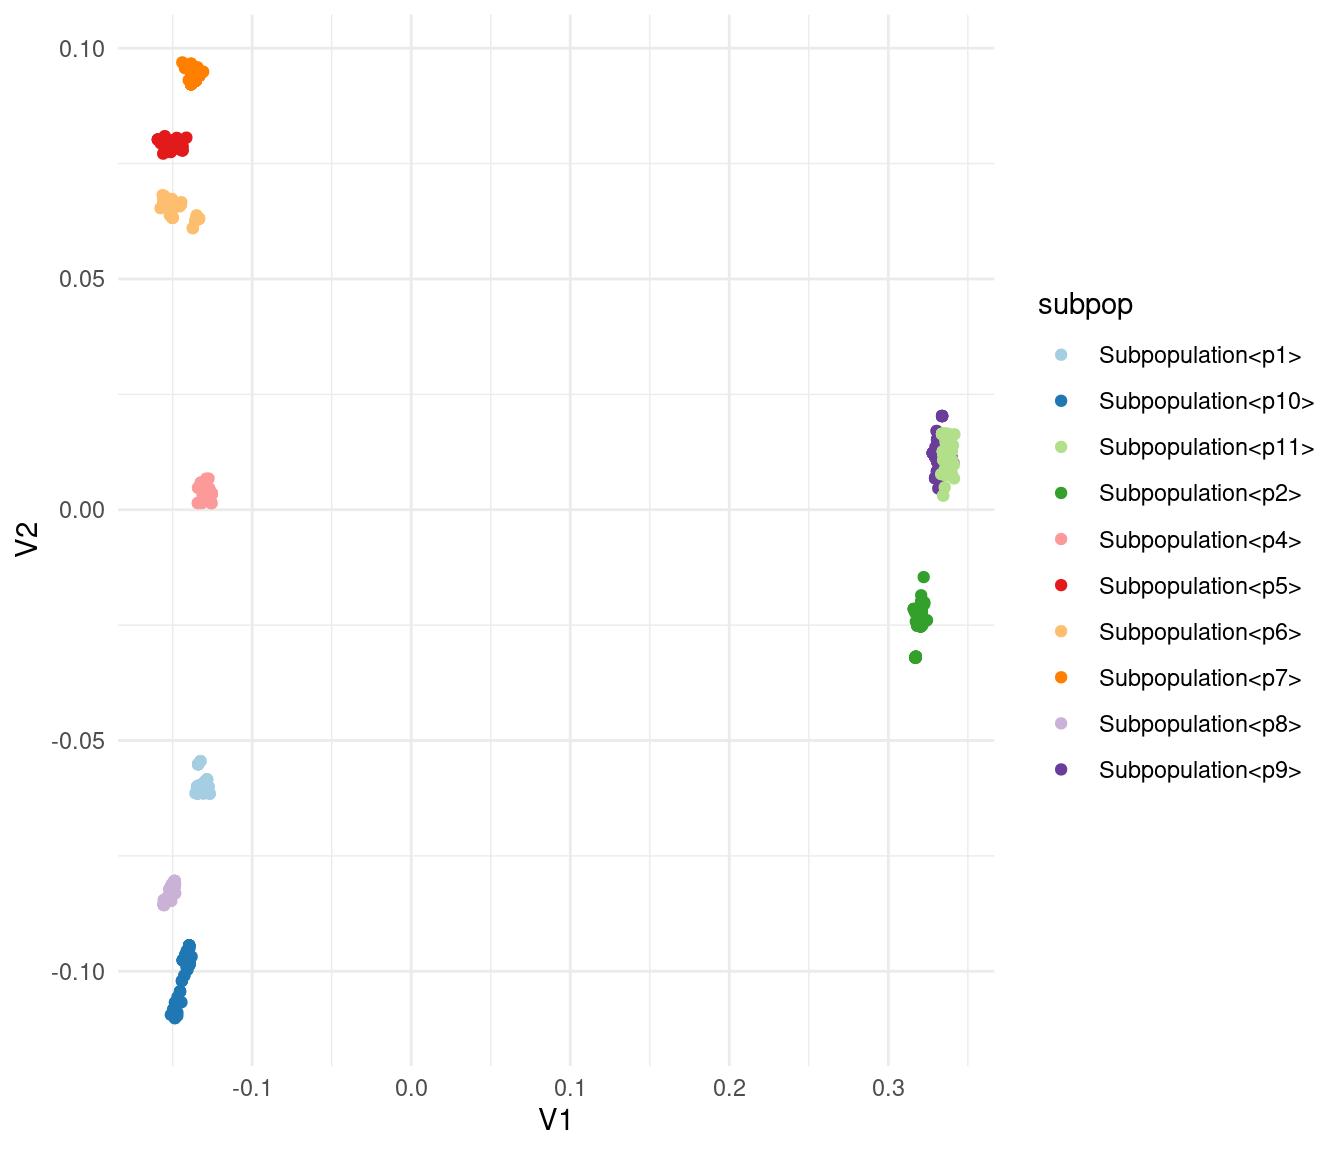 0.10
0.05
0.00
-0.05
-0.10
V2
-0.1
0.0
0.1
0.2
0.3
V1
subpop
Subpopulation<p1>
Subpopulation<p10>
Subpopulation<p11>
Subpopulation<p2>
Subpopulation<p4>
Subpopulation<p5>
Subpopulation<p6>
Subpopulation<p7>
Subpopulation<p8>
Subpopulation<p9>